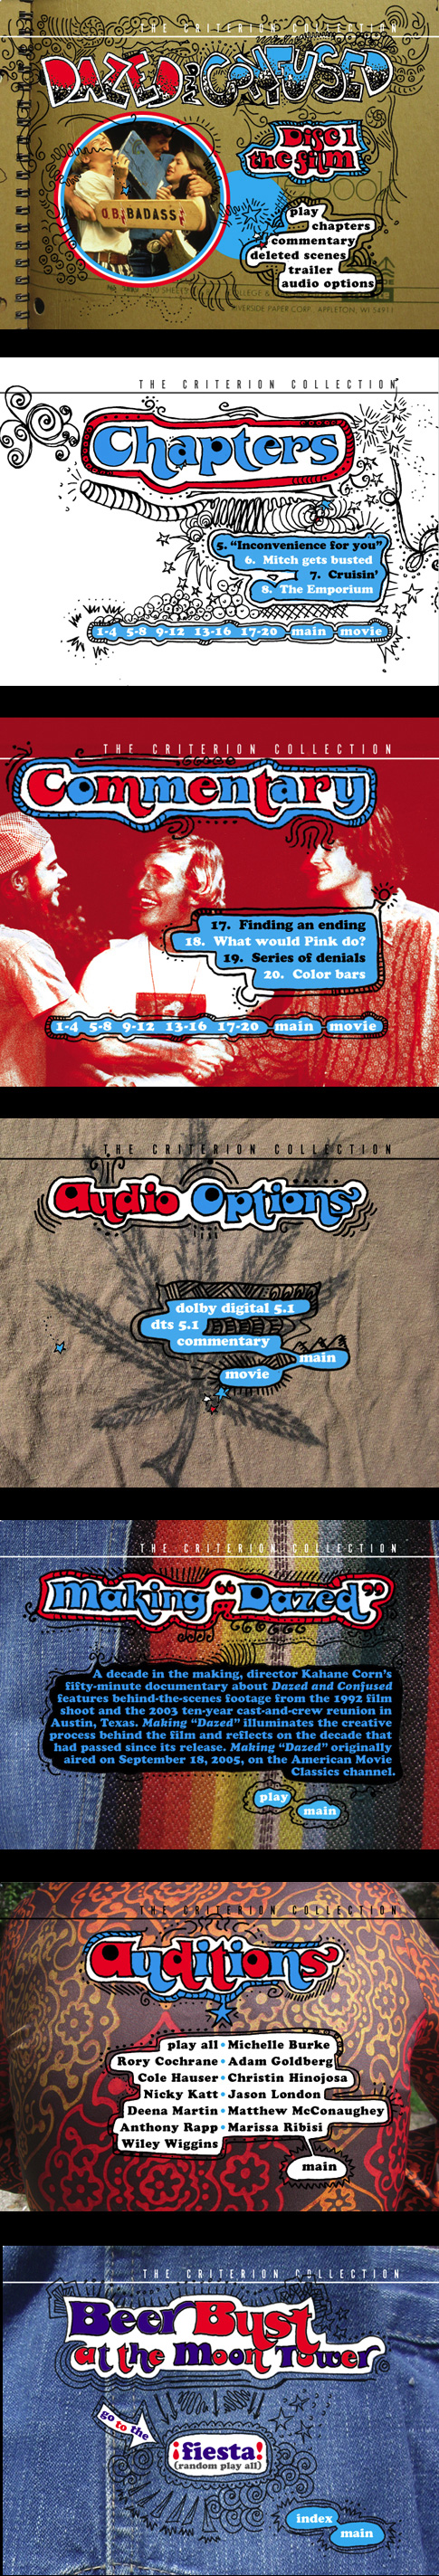 THE CRITERION COLLECTION
DAZED AND CONFUSED
Disc 1
the film
O.B.'S BADASS
play
chapters
commentary
deleted scenes
trailer
audio options
RIVERSIDE PAPER CORP. APPLETON, WI 54911
THE CRITERION COLLECTION
Chapters
5. “Inconvenience for you”
6. Mitch gets busted
7. Cruisin’
8. The Emporium
1-4 5-8 9-12 13-16 17-20 main movie
THE CRITERION COLLECTION
Commentary
17. Finding an ending
18. What would Pink do?
19. Series of denials
20. Color bars
1-4 5-8 9-12 13-16 17-20 main movie
THE CRITERION COLLECTION
Audio Options
dolby digital 5.1
dts 5.1
commentary
main
movie
THE CRITERION COLLECTION
Making “Dazed”
A decade in the making, director Kahane Corn’s
fifty-minute documentary about Dazed and Confused
features behind-the-scenes footage from the 1992 film
shoot and the 2003 ten-year cast-and-crew reunion in
Austin, Texas. Making “Dazed” illuminates the creative
process behind the film and reflects on the decade that
had passed since its release. Making “Dazed” originally
aired on September 18, 2005, on the American Movie
Classics channel.
play
main
THE CRITERION COLLECTION
auditions
play all • Michelle Burke
Rory Cochrane • Adam Goldberg
Cole Hauser • Christin Hinojosa
Nicky Katt • Jason London
Deena Martin • Matthew McConaughey
Anthony Rapp • Marissa Ribisi
Wiley Wiggins
main
THE CRITERION COLLECTION
Beer Bust
at the Moon Tower
go to the
¡fiesta!
(random play all)
index
main